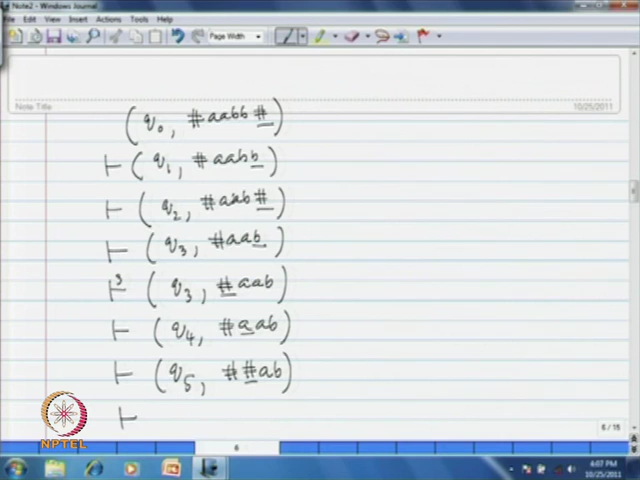 Note2 - Windows Journal
File Edit View Insert Actions Tools Help
Page Width
Note Title
10/25/2011
(q₀, #aabb#)
⊢ (q₁, #aabb)
⊢ (q₂, #aab#)
⊢ (q₃, #aab)
⊢³ (q₃, #aab)
⊢ (q₄, #aab)
⊢ (q₅, ##ab)
⊢
NPTEL
6 / 15
6
6:07 PM
10/25/2011